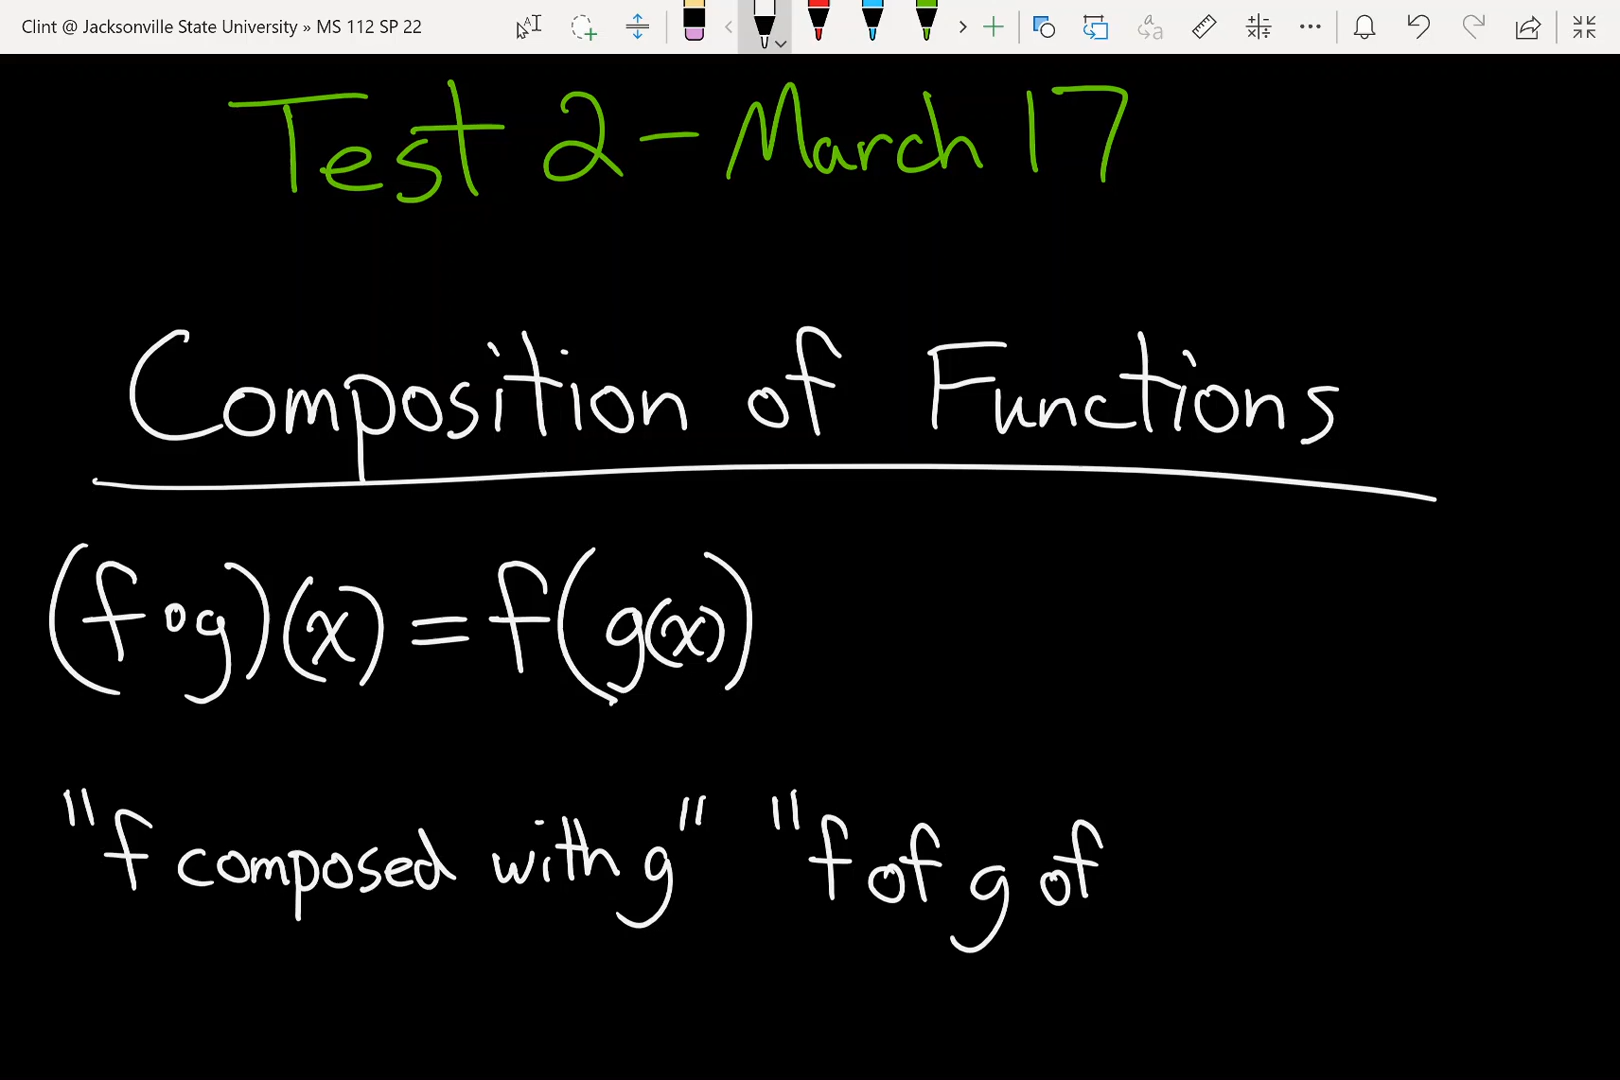 Clint @ Jacksonville State University » MS 112 SP 22
Test 2 - March 17
Composition of Functions
(f∘g)(x) = f(g(x))
"f composed with g" "f of g of